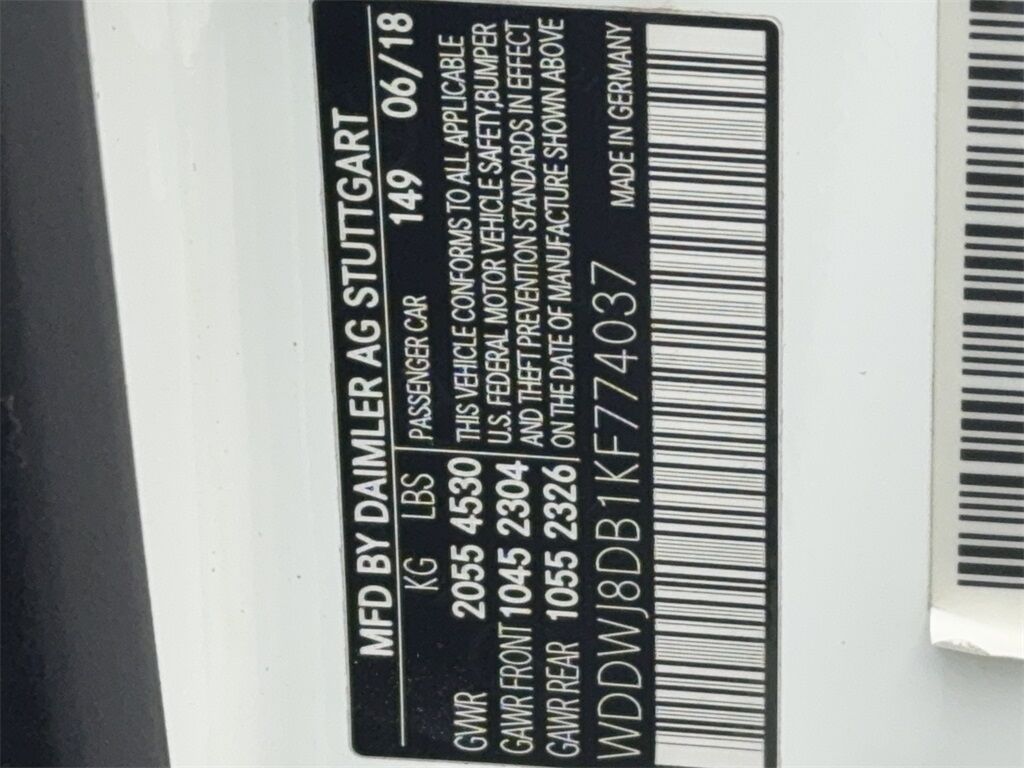 MFD BY DAIMLER AG STUTTGART
KG LBS PASSENGER CAR 149 06/18
GVWR 2055 4530 THIS VEHICLE CONFORMS TO ALL APPLICABLE
GAWR FRONT 1045 2304 U.S. FEDERAL MOTOR VEHICLE SAFETY,BUMPER
AND THEFT PREVENTION STANDARDS IN EFFECT
GAWR REAR 1055 2326 ON THE DATE OF MANUFACTURE SHOWN ABOVE
WDDWJ8DB1KF774037 MADE IN GERMANY